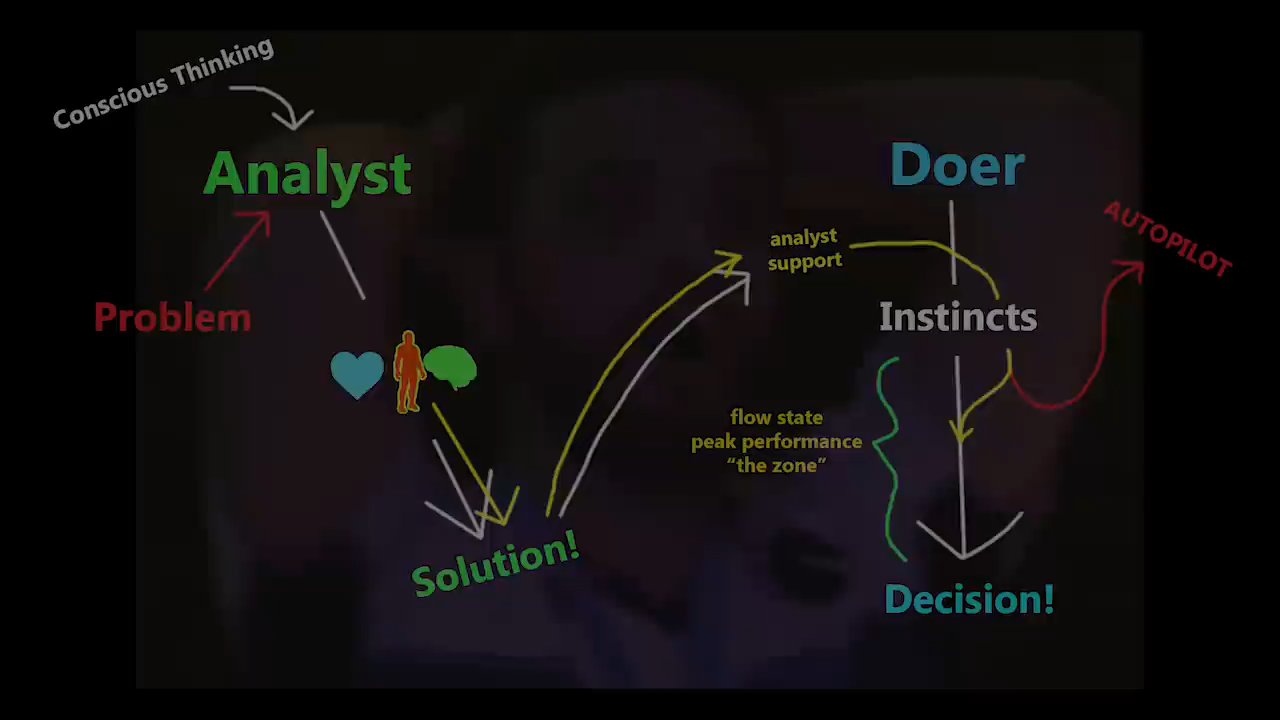 Conscious Thinking
Analyst
Problem
Solution!
analyst
support
flow state
peak performance
“the zone”
Doer
Instincts
AUTOPILOT
Decision!